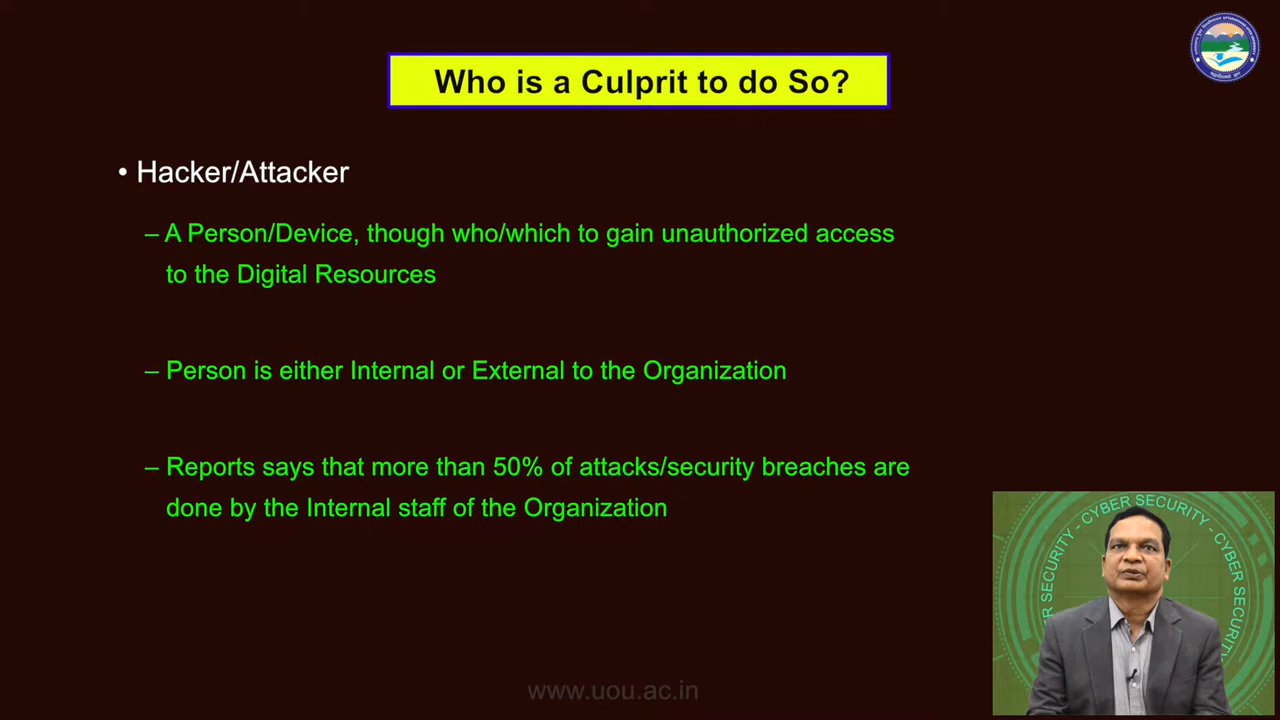 Who is a Culprit to do So?
• Hacker/Attacker
– A Person/Device, though who/which to gain unauthorized access
to the Digital Resources
– Person is either Internal or External to the Organization
– Reports says that more than 50% of attacks/security breaches are
done by the Internal staff of the Organization
SECURITY - CYBER SECURITY - CYBER SECURITY
www.uou.ac.in